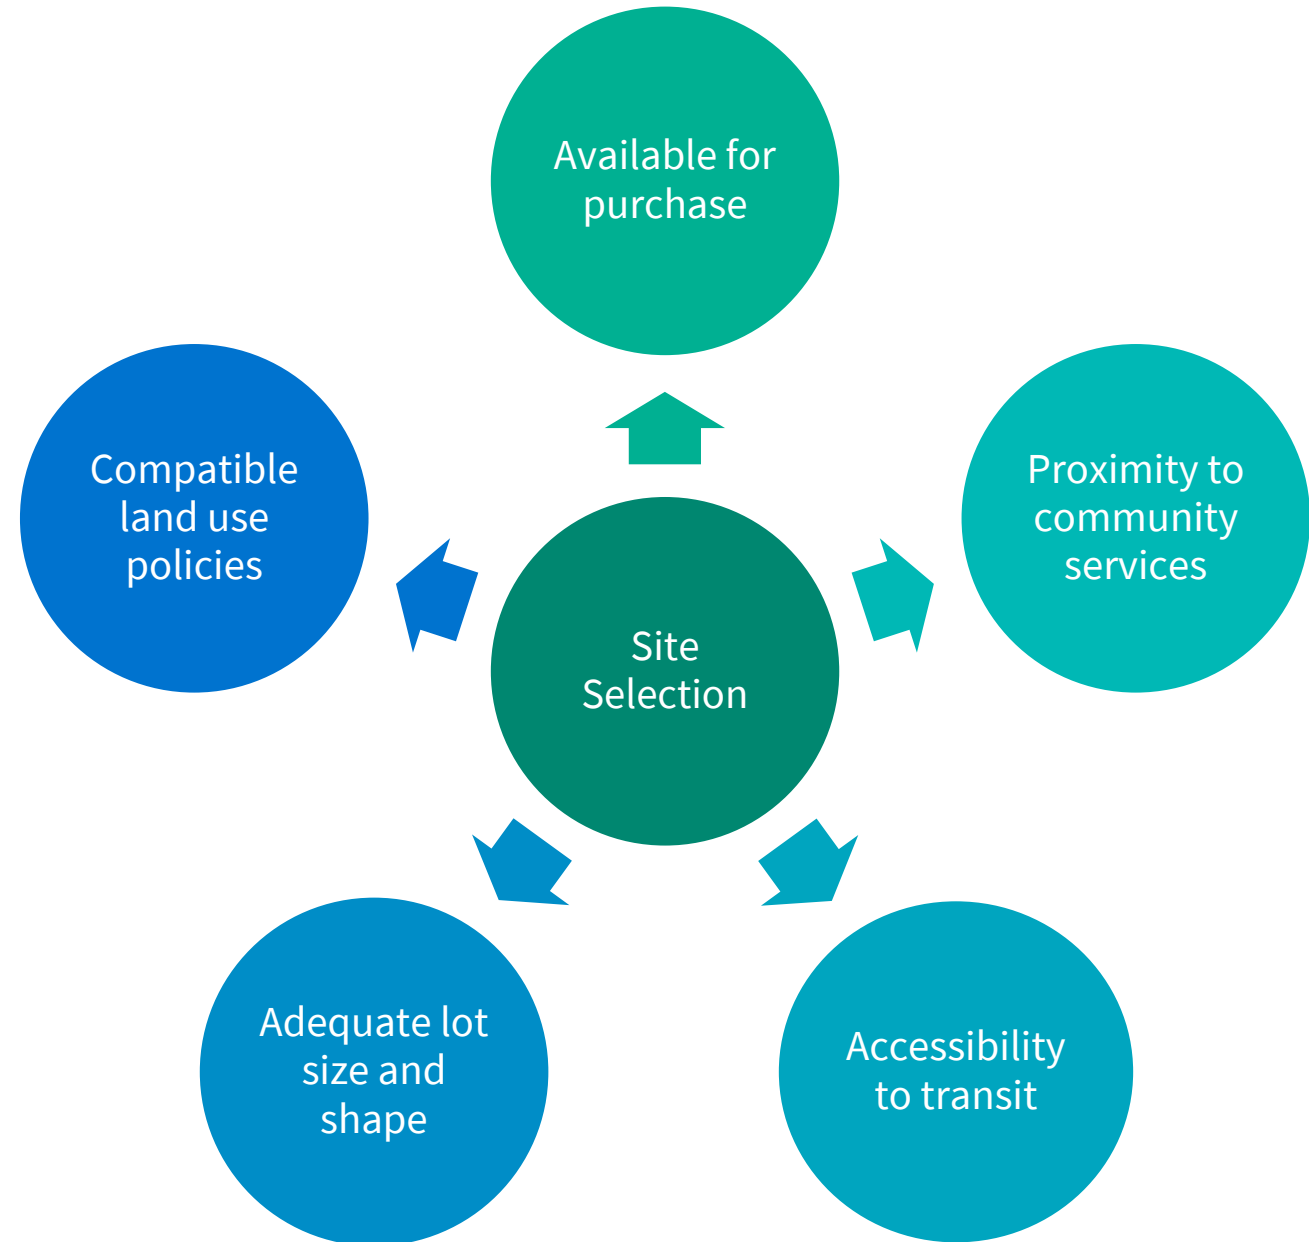 Available for
purchase
Compatible
land use
policies
Proximity to
community
services
Site
Selection
Adequate lot
size and
shape
Accessibility
to transit